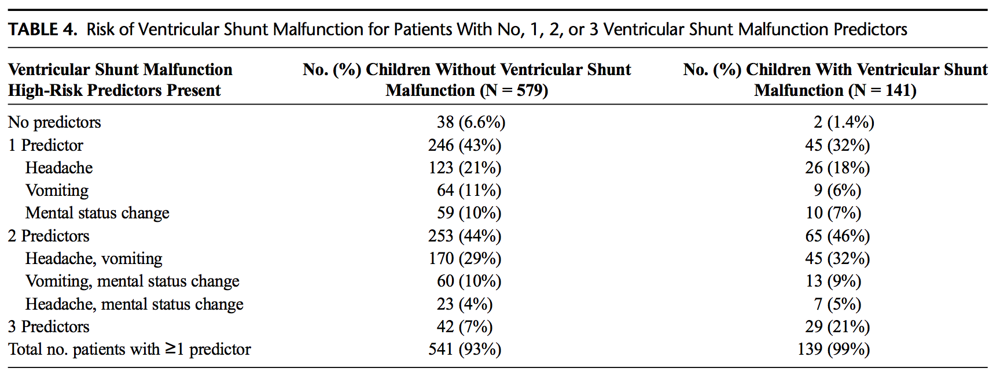 TABLE 4. Risk of Ventricular Shunt Malfunction for Patients With No, 1, 2, or 3 Ventricular Shunt Malfunction Predictors
Ventricular Shunt Malfunction High-Risk Predictors Present No. (%) Children Without Ventricular Shunt Malfunction (N = 579) No. (%) Children With Ventricular Shunt Malfunction (N = 141)
No predictors 38 (6.6%) 2 (1.4%)
1 Predictor 246 (43%) 45 (32%)
Headache 123 (21%) 26 (18%)
Vomiting 64 (11%) 9 (6%)
Mental status change 59 (10%) 10 (7%)
2 Predictors 253 (44%) 65 (46%)
Headache, vomiting 170 (29%) 45 (32%)
Vomiting, mental status change 60 (10%) 13 (9%)
Headache, mental status change 23 (4%) 7 (5%)
3 Predictors 42 (7%) 29 (21%)
Total no. patients with ≥1 predictor 541 (93%) 139 (99%)